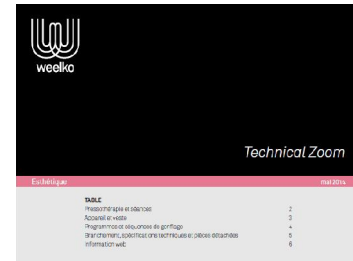 weelko
Technical Zoom
Esthétique
mai 2014
TABLE
Pressothérapie et séances 2
Appareil et veste 3
Programmes et séquences de gonflage 4
Branchement, spécifications techniques et pièces détachées 5
Information web 6